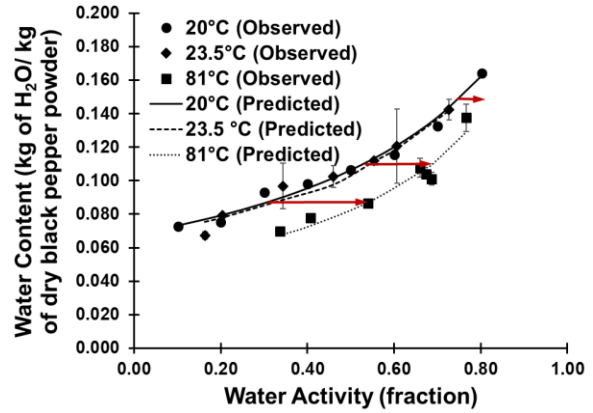 0.200
0.180
0.160
0.140
0.120
0.100
0.080
0.060
0.040
0.020
0.000
Water Content (kg of H₂O/ kg
of dry black pepper powder)
20°C (Observed)
23.5°C (Observed)
81°C (Observed)
20°C (Predicted)
23.5 °C (Predicted)
81°C (Predicted)
0.00 0.20 0.40 0.60 0.80 1.00
Water Activity (fraction)